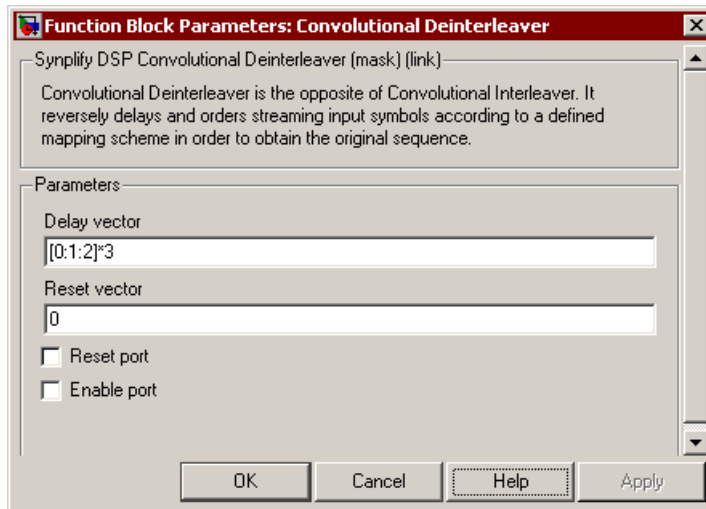 Function Block Parameters: Convolutional Deinterleaver
Synplify DSP Convolutional Deinterleaver (mask) (link)
Convolutional Deinterleaver is the opposite of Convolutional Interleaver. It
reversely delays and orders streaming input symbols according to a defined
mapping scheme in order to obtain the original sequence.
Parameters
Delay vector
[0:1:2]*3
Reset vector
0
Reset port
Enable port
OK Cancel Help Apply